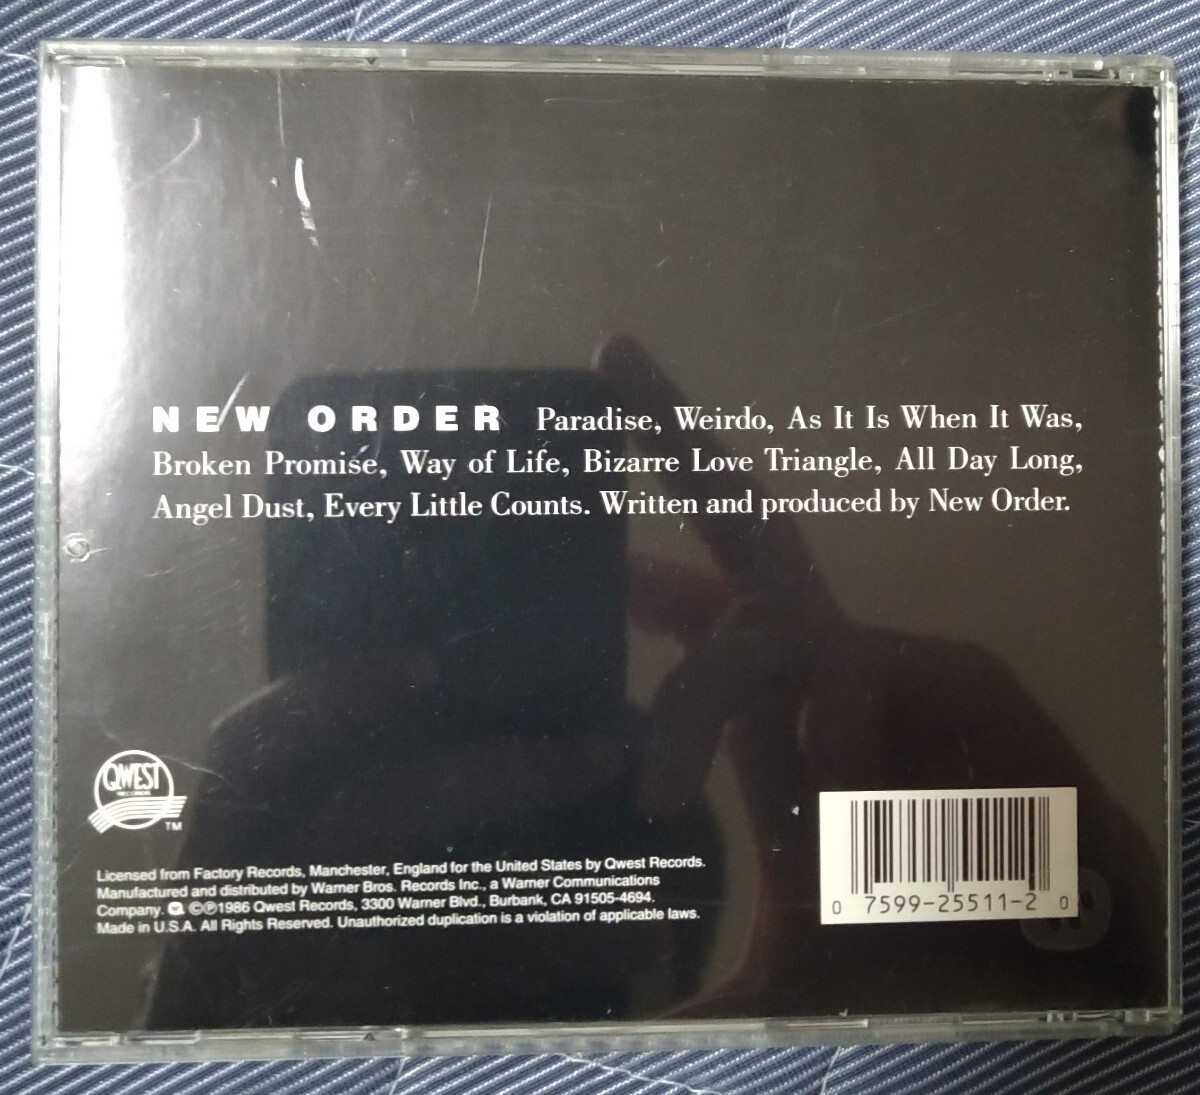 NEW ORDER Paradise, Weirdo, As It Is When It Was,
Broken Promise, Way of Life, Bizarre Love Triangle, All Day Long,
Angel Dust, Every Little Counts. Written and produced by New Order.
QWEST
RECORDS
TM
Licensed from Factory Records, Manchester, England for the United States by Qwest Records.
Manufactured and distributed by Warner Bros. Records Inc., a Warner Communications
Company. ©℗1986 Qwest Records, 3300 Warner Blvd., Burbank, CA 91505-4694.
Made in U.S.A. All Rights Reserved. Unauthorized duplication is a violation of applicable laws.
0 7599-25511-2 0